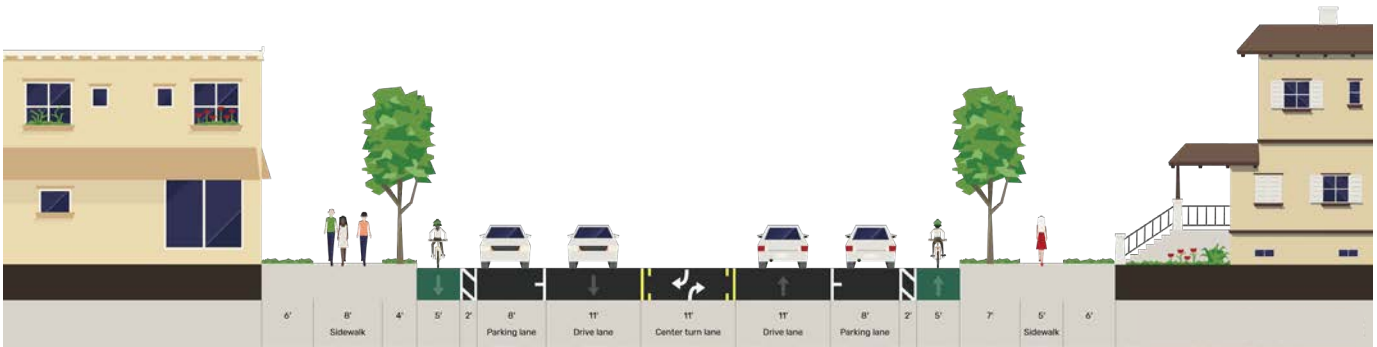 6' 8' 4' 5' 2' 8' 11' 11' 11' 8' 2' 5' 7' 5' 6'
Sidewalk Parking lane Drive lane Center turn lane Drive lane Parking lane Sidewalk